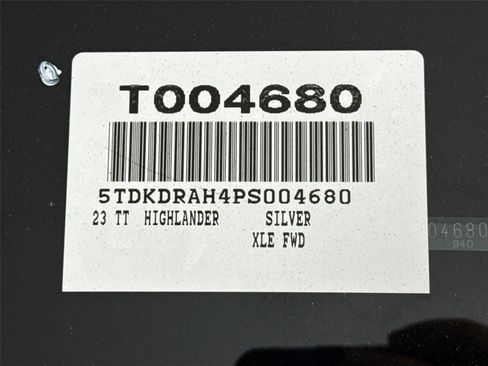 T004680
5TDKDRAH4PS004680
23 TT HIGHLANDER SILVER
XLE FWD
04680
940